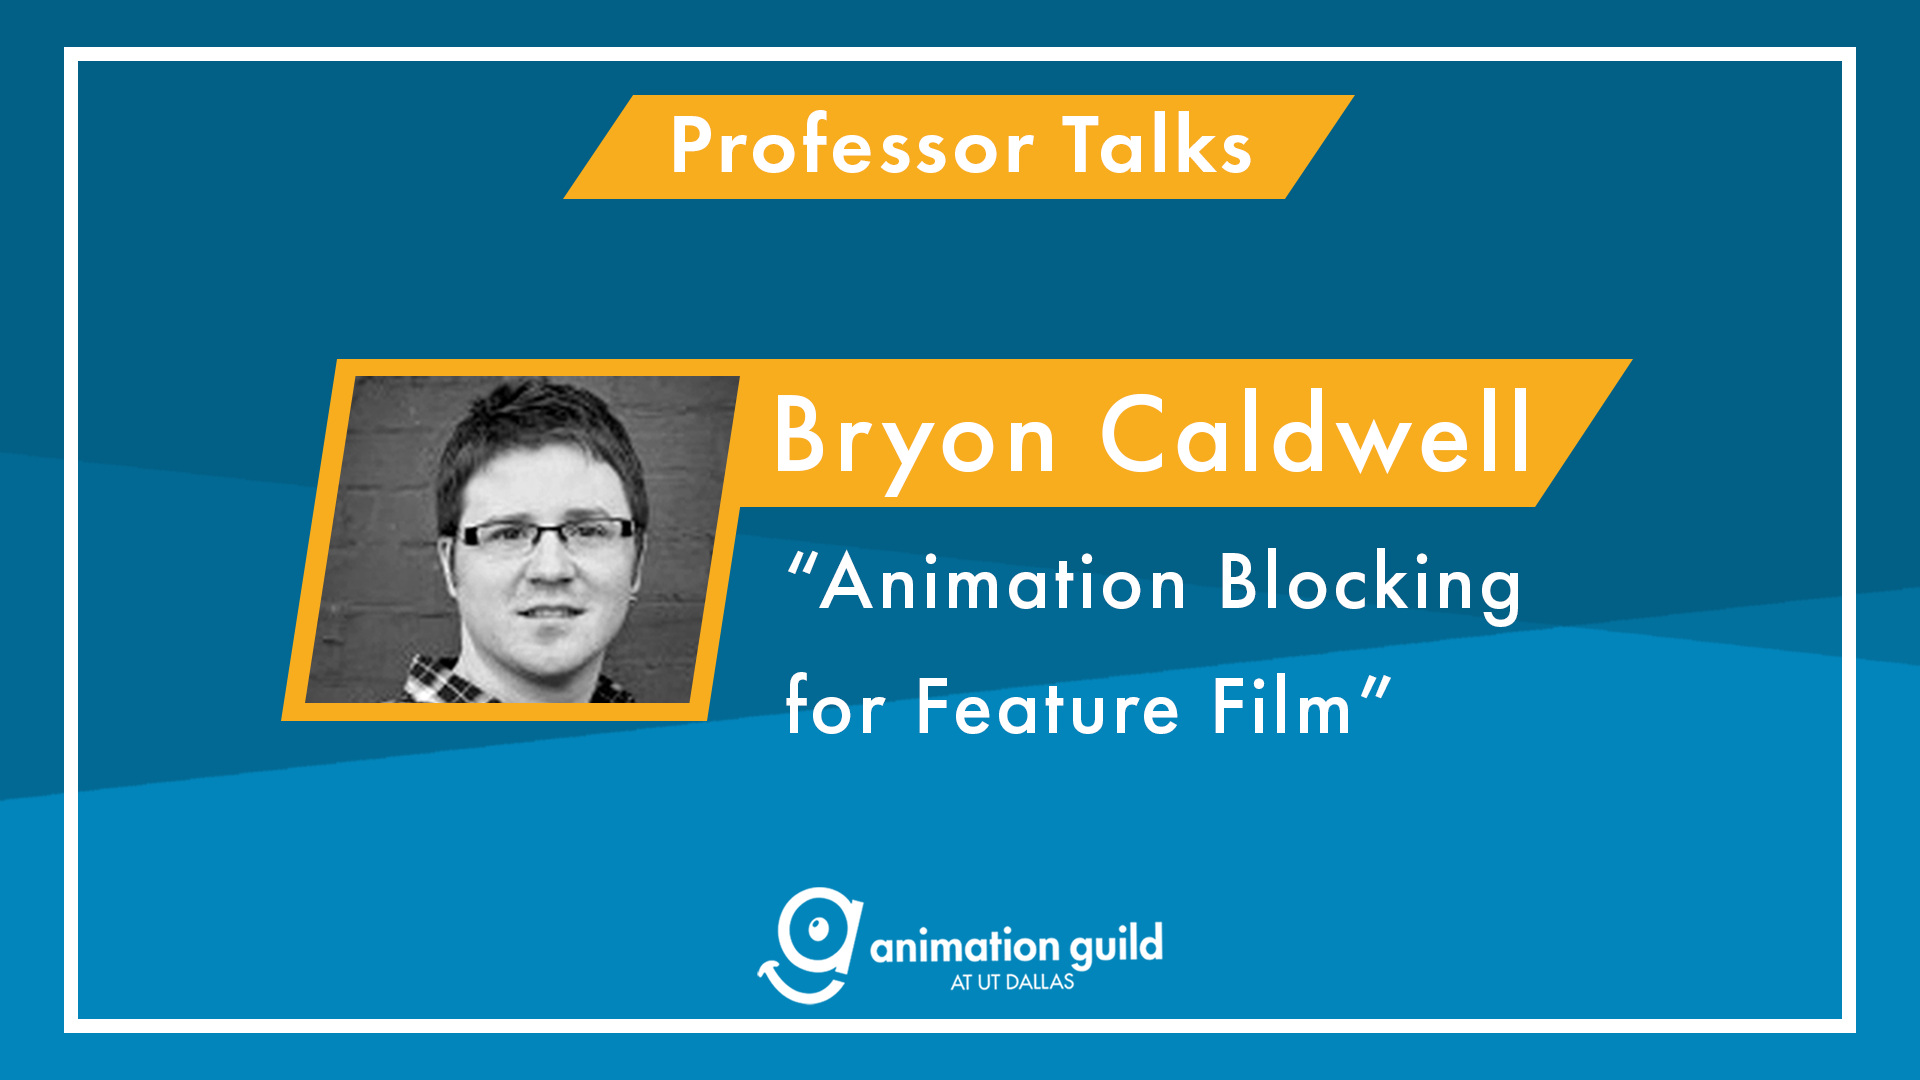 Professor Talks
Bryon Caldwell
“Animation Blocking
for Feature Film”
animation guild
AT UT DALLAS